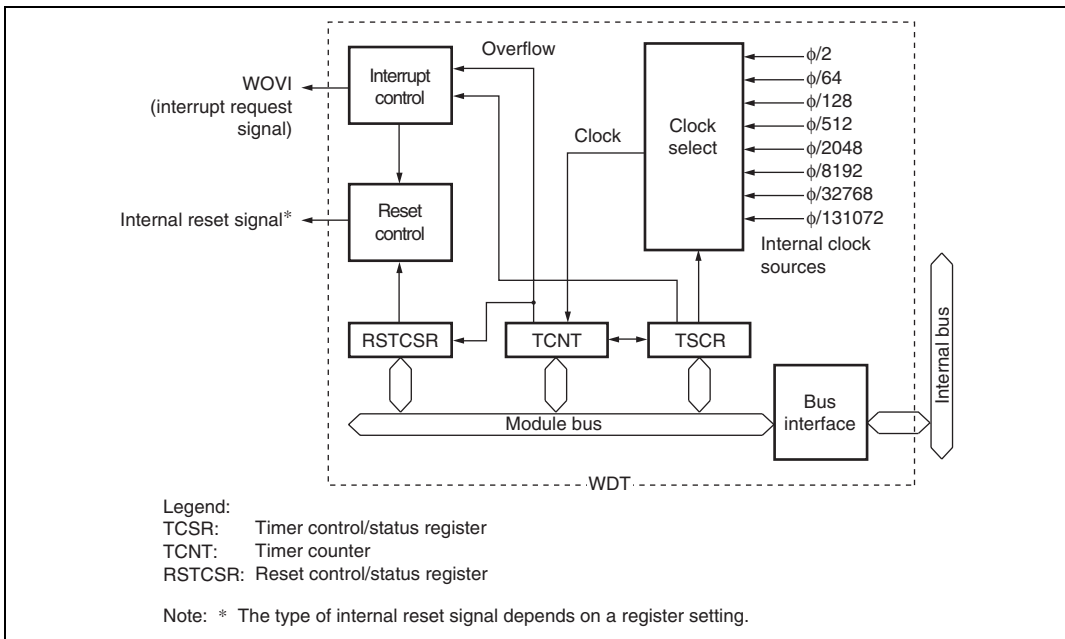 Overflow
Interrupt
control
WOVI
(interrupt request
signal)
Reset
control
Internal reset signal*
Clock
Clock
select
ϕ/2
ϕ/64
ϕ/128
ϕ/512
ϕ/2048
ϕ/8192
ϕ/32768
ϕ/131072
Internal clock
sources
RSTCSR
TCNT
TSCR
Module bus
Bus
interface
Internal bus
WDT
Legend:
TCSR: Timer control/status register
TCNT: Timer counter
RSTCSR: Reset control/status register
Note: * The type of internal reset signal depends on a register setting.